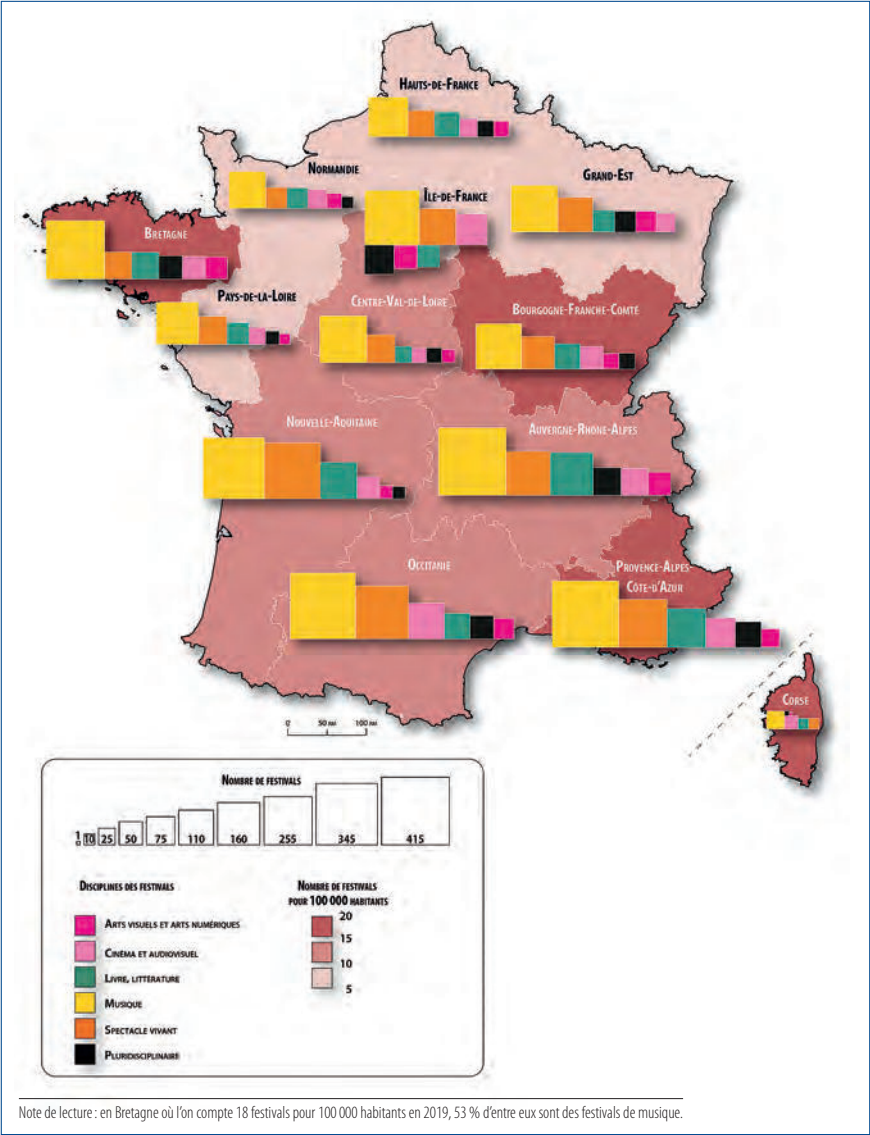 Hauts-de-France
Normandie
Grand-Est
Île-de-France
Bretagne
Pays-de-la-Loire
Centre-Val-de-Loire
Bourgogne-Franche-Comté
Nouvelle-Aquitaine
Auvergne-Rhône-Alpes
Occitanie
Provence-Alpes-
Côte-d'Azur
Corse
0 50 km 100 km
Nombre de festivals
1 10 25 50 75 110 160 255 345 415
0
Disciplines des festivals
Arts visuels et arts numériques
Cinéma et audiovisuel
Livre, littérature
Musique
Spectacle vivant
Pluridisciplinaire
Nombre de festivals
pour 100 000 habitants
20
15
10
5
Note de lecture : en Bretagne où l'on compte 18 festivals pour 100 000 habitants en 2019, 53 % d'entre eux sont des festivals de musique.